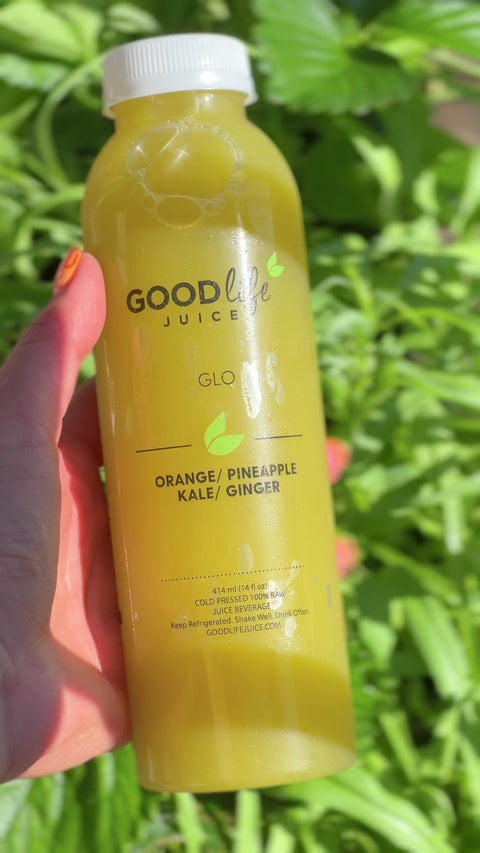 GOOD life
JUICE
GLO
ORANGE/ PINEAPPLE
KALE/ GINGER
414 ml (14 fl oz)
COLD PRESSED 100% RAW
JUICE BEVERAGE
Keep Refrigerated. Shake Well. Drink Often.
GOODLIFEJUICE.COM